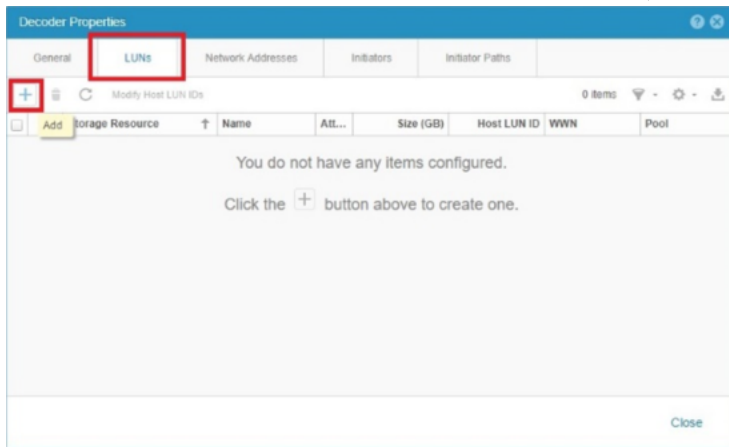 Decoder Properties
General LUNs Network Addresses Initiators Initiator Paths
Modify Host LUN IDs 0 items
Add torage Resource ↑ Name Att... Size (GB) Host LUN ID WWN Pool
You do not have any items configured.
Click the + button above to create one.
Close